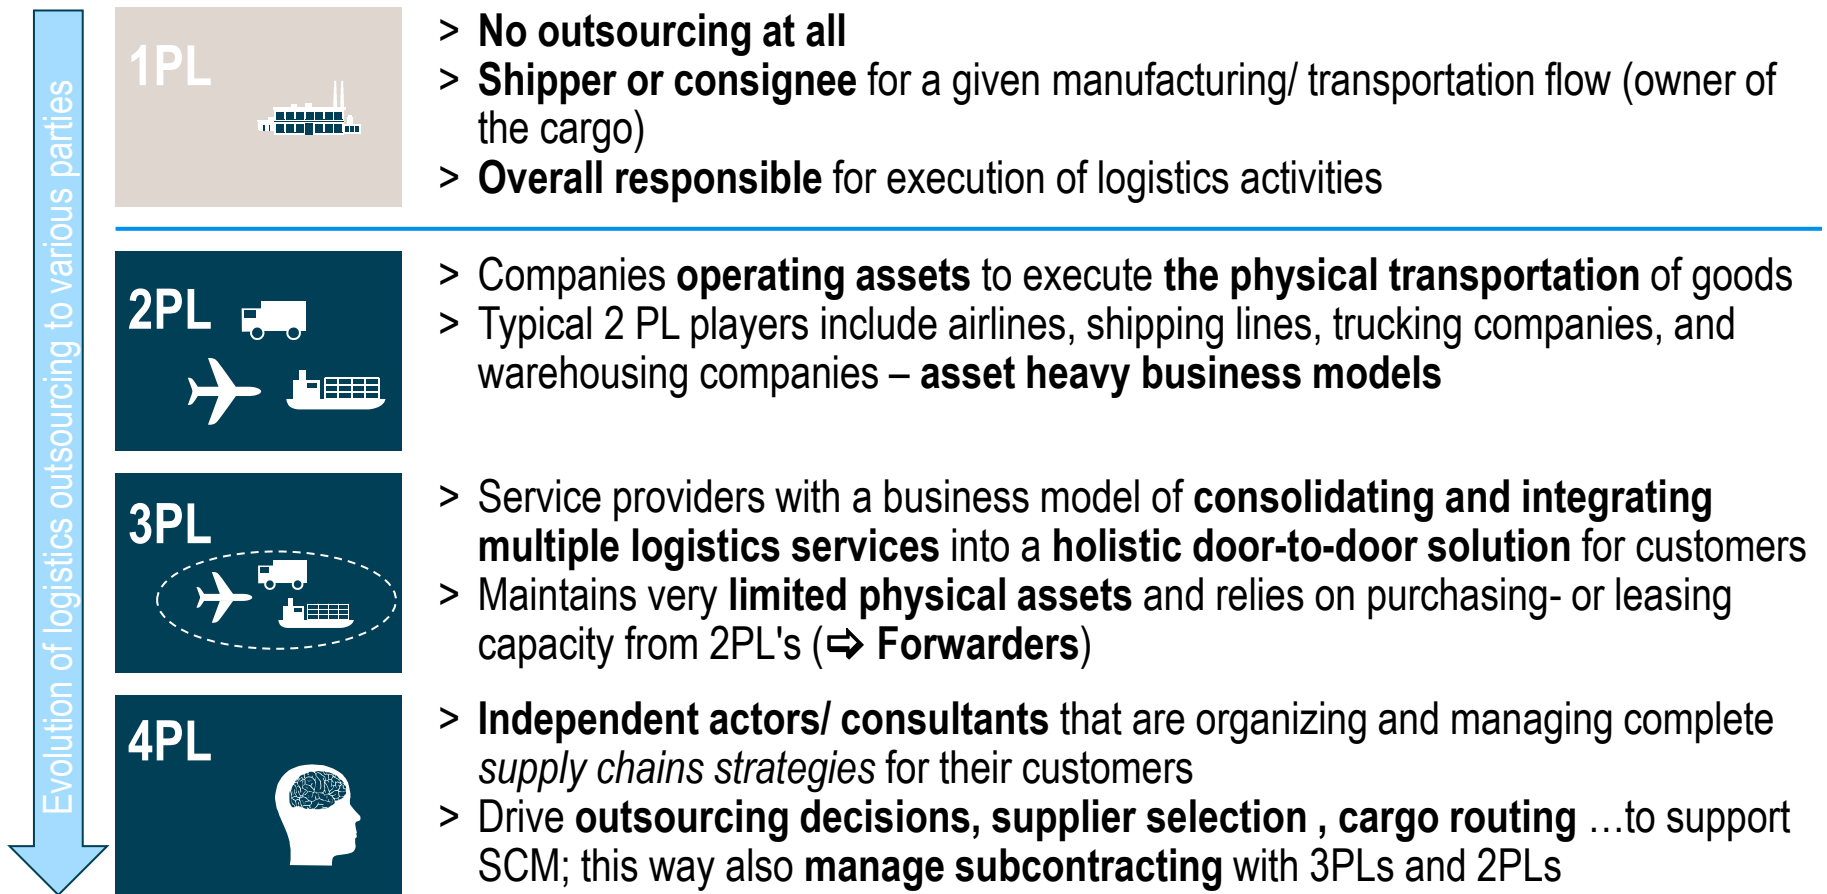 Evolution of logistics outsourcing to various parties
1PL
> No outsourcing at all
> Shipper or consignee for a given manufacturing/ transportation flow (owner of
the cargo)
> Overall responsible for execution of logistics activities
2PL
> Companies operating assets to execute the physical transportation of goods
> Typical 2 PL players include airlines, shipping lines, trucking companies, and
warehousing companies – asset heavy business models
3PL
> Service providers with a business model of consolidating and integrating
multiple logistics services into a holistic door-to-door solution for customers
> Maintains very limited physical assets and relies on purchasing- or leasing
capacity from 2PL's (⇨ Forwarders)
4PL
> Independent actors/ consultants that are organizing and managing complete
supply chains strategies for their customers
> Drive outsourcing decisions, supplier selection , cargo routing …to support
SCM; this way also manage subcontracting with 3PLs and 2PLs